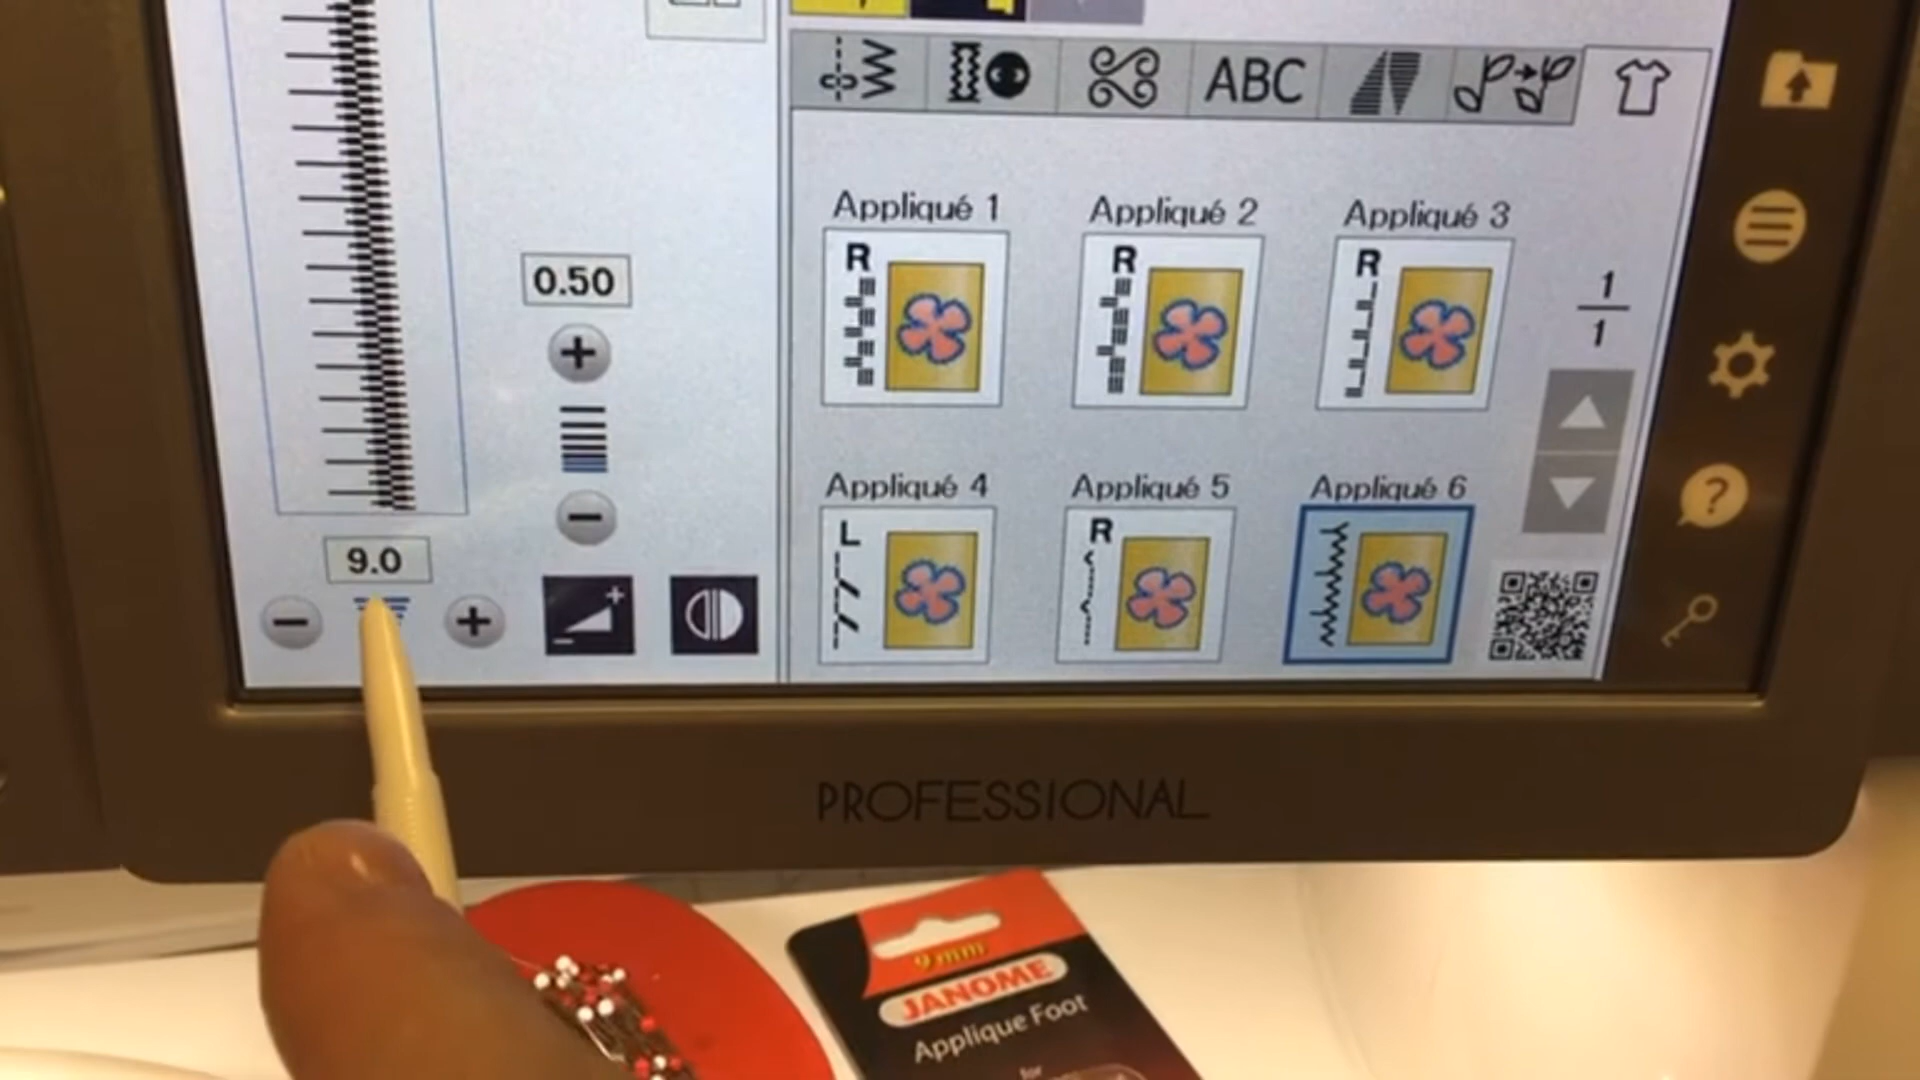 ABC
Appliqué 1
Appliqué 2
Appliqué 3
R
R
R
0.50
1
1
Appliqué 4
Appliqué 5
Appliqué 6
L
R
9.0
PROFESSIONAL
9mm
JANOME
Applique Foot
for